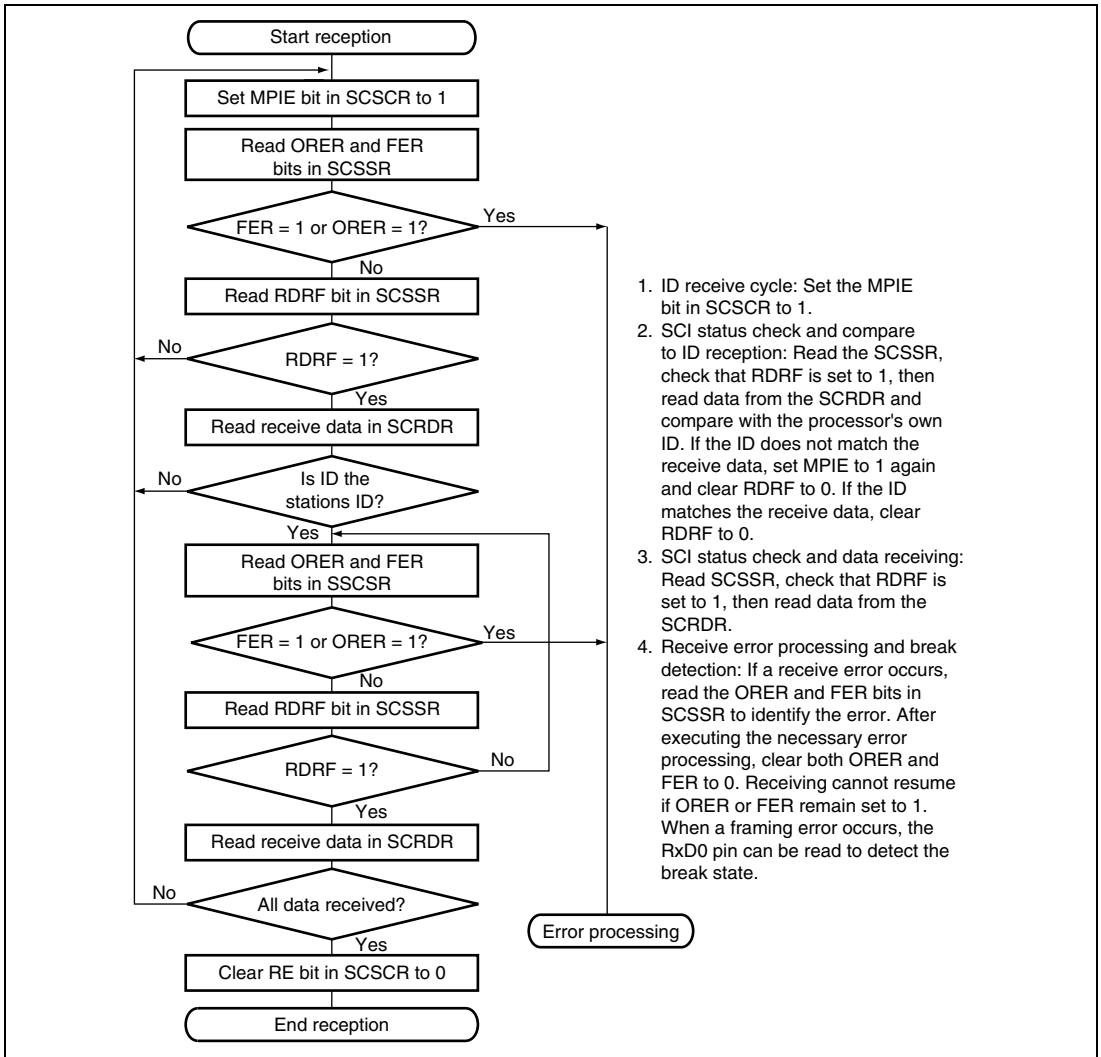 Start reception
Set MPIE bit in SCSCR to 1
Read ORER and FER
bits in SCSSR
FER = 1 or ORER = 1?
Yes
No
Read RDRF bit in SCSSR
RDRF = 1?
No
Yes
Read receive data in SCRDR
Is ID the
stations ID?
No
Yes
Read ORER and FER
bits in SSCSR
FER = 1 or ORER = 1?
Yes
No
Read RDRF bit in SCSSR
RDRF = 1?
No
Yes
Read receive data in SCRDR
All data received?
No
Yes
Clear RE bit in SCSCR to 0
End reception
Error processing
1. ID receive cycle: Set the MPIE
bit in SCSCR to 1.
2. SCI status check and compare
to ID reception: Read the SCSSR,
check that RDRF is set to 1, then
read data from the SCRDR and
compare with the processor's own
ID. If the ID does not match the
receive data, set MPIE to 1 again
and clear RDRF to 0. If the ID
matches the receive data, clear
RDRF to 0.
3. SCI status check and data receiving:
Read SCSSR, check that RDRF is
set to 1, then read data from the
SCRDR.
4. Receive error processing and break
detection: If a receive error occurs,
read the ORER and FER bits in
SCSSR to identify the error. After
executing the necessary error
processing, clear both ORER and
FER to 0. Receiving cannot resume
if ORER or FER remain set to 1.
When a framing error occurs, the
RxD0 pin can be read to detect the
break state.